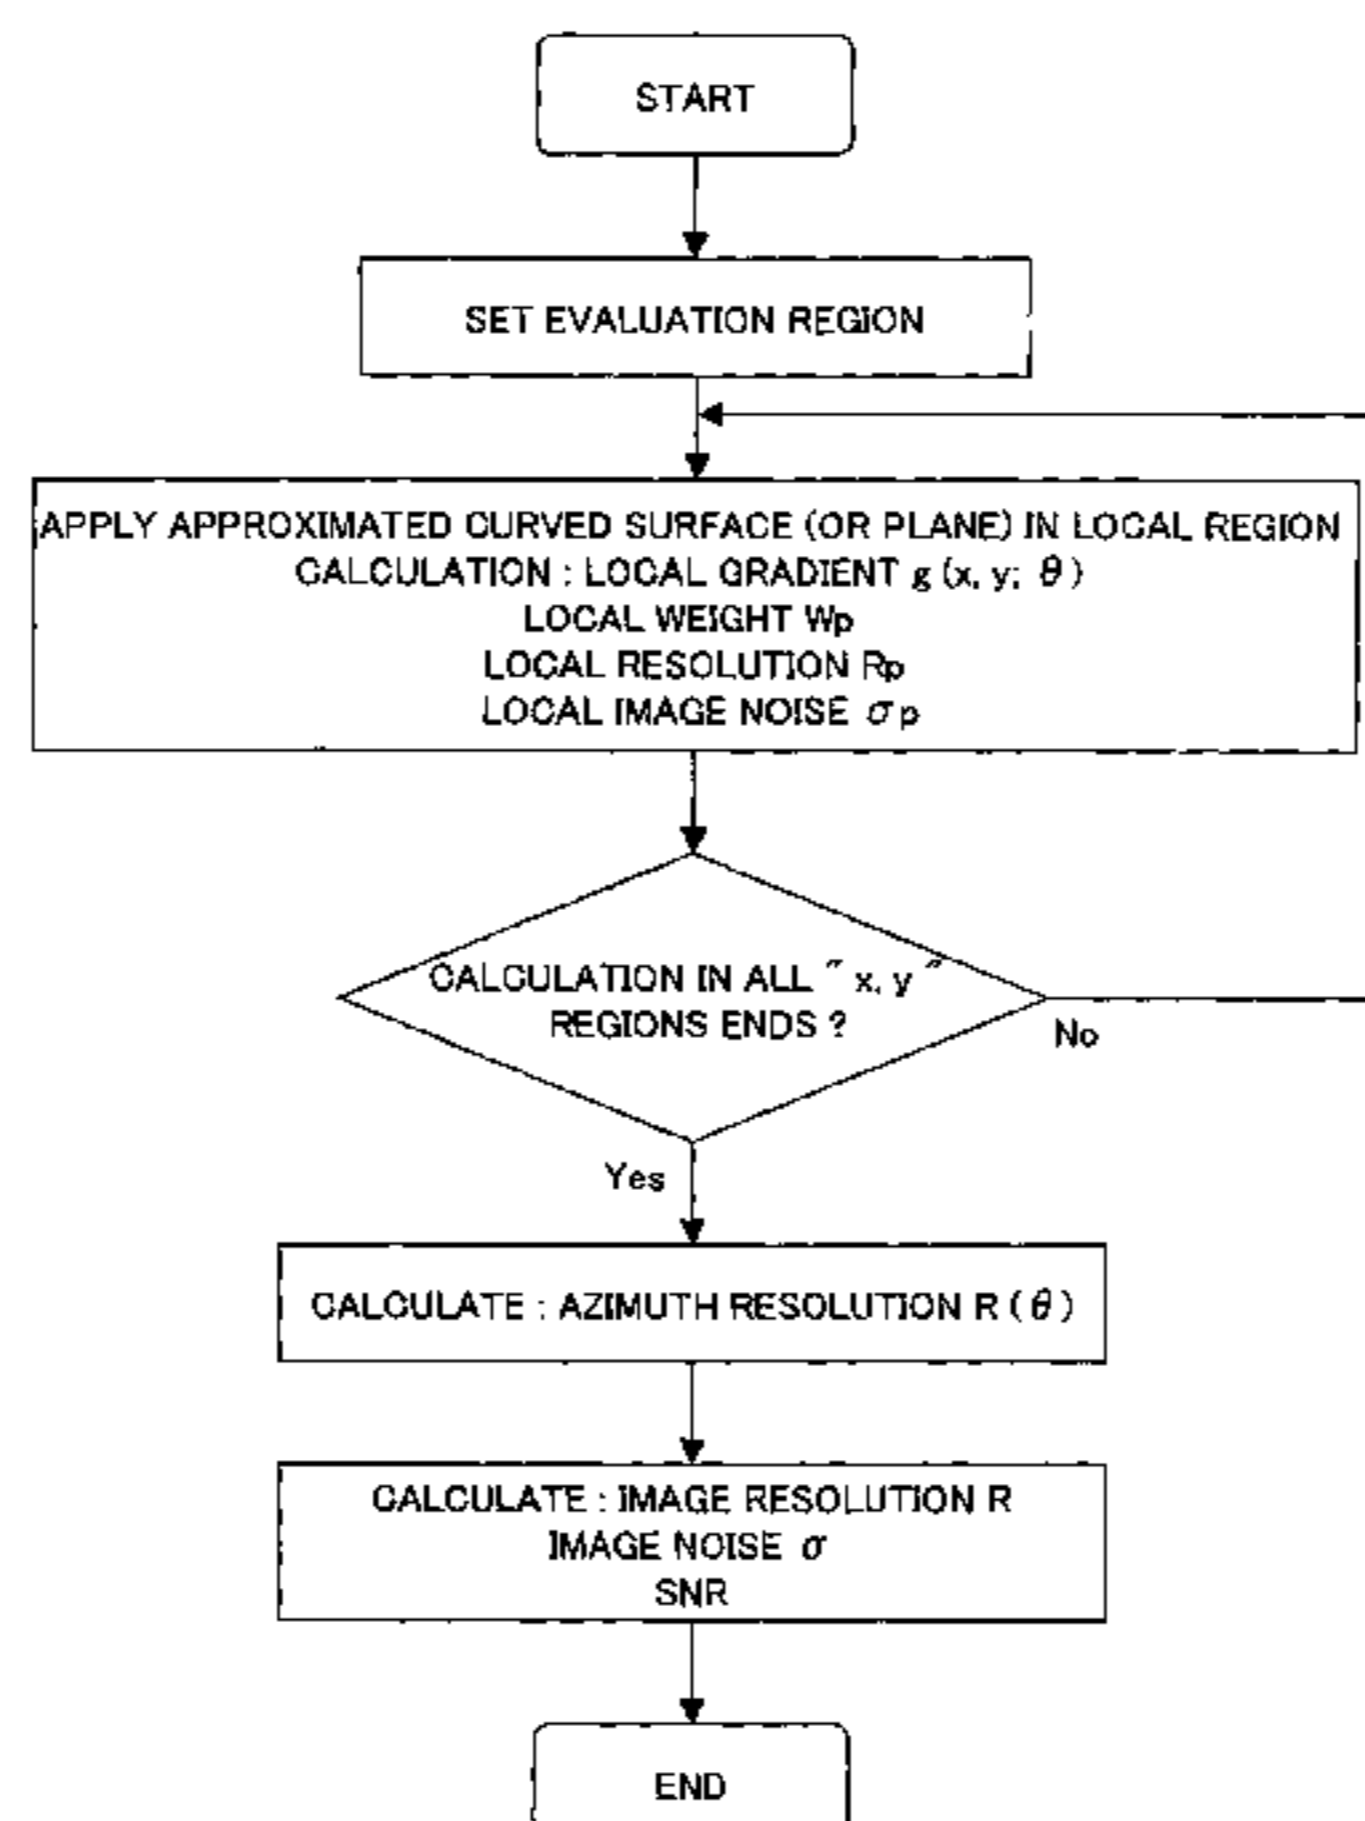 START
SET EVALUATION REGION
APPLY APPROXIMATED CURVED SURFACE (OR PLANE) IN LOCAL REGION
CALCULATION : LOCAL GRADIENT g (x, y; θ)
LOCAL WEIGHT Wp
LOCAL RESOLUTION Rp
LOCAL IMAGE NOISE σp
CALCULATION IN ALL " x, y "
REGIONS ENDS ?
No
Yes
CALCULATE : AZIMUTH RESOLUTION R (θ)
CALCULATE : IMAGE RESOLUTION R
IMAGE NOISE σ
SNR
END